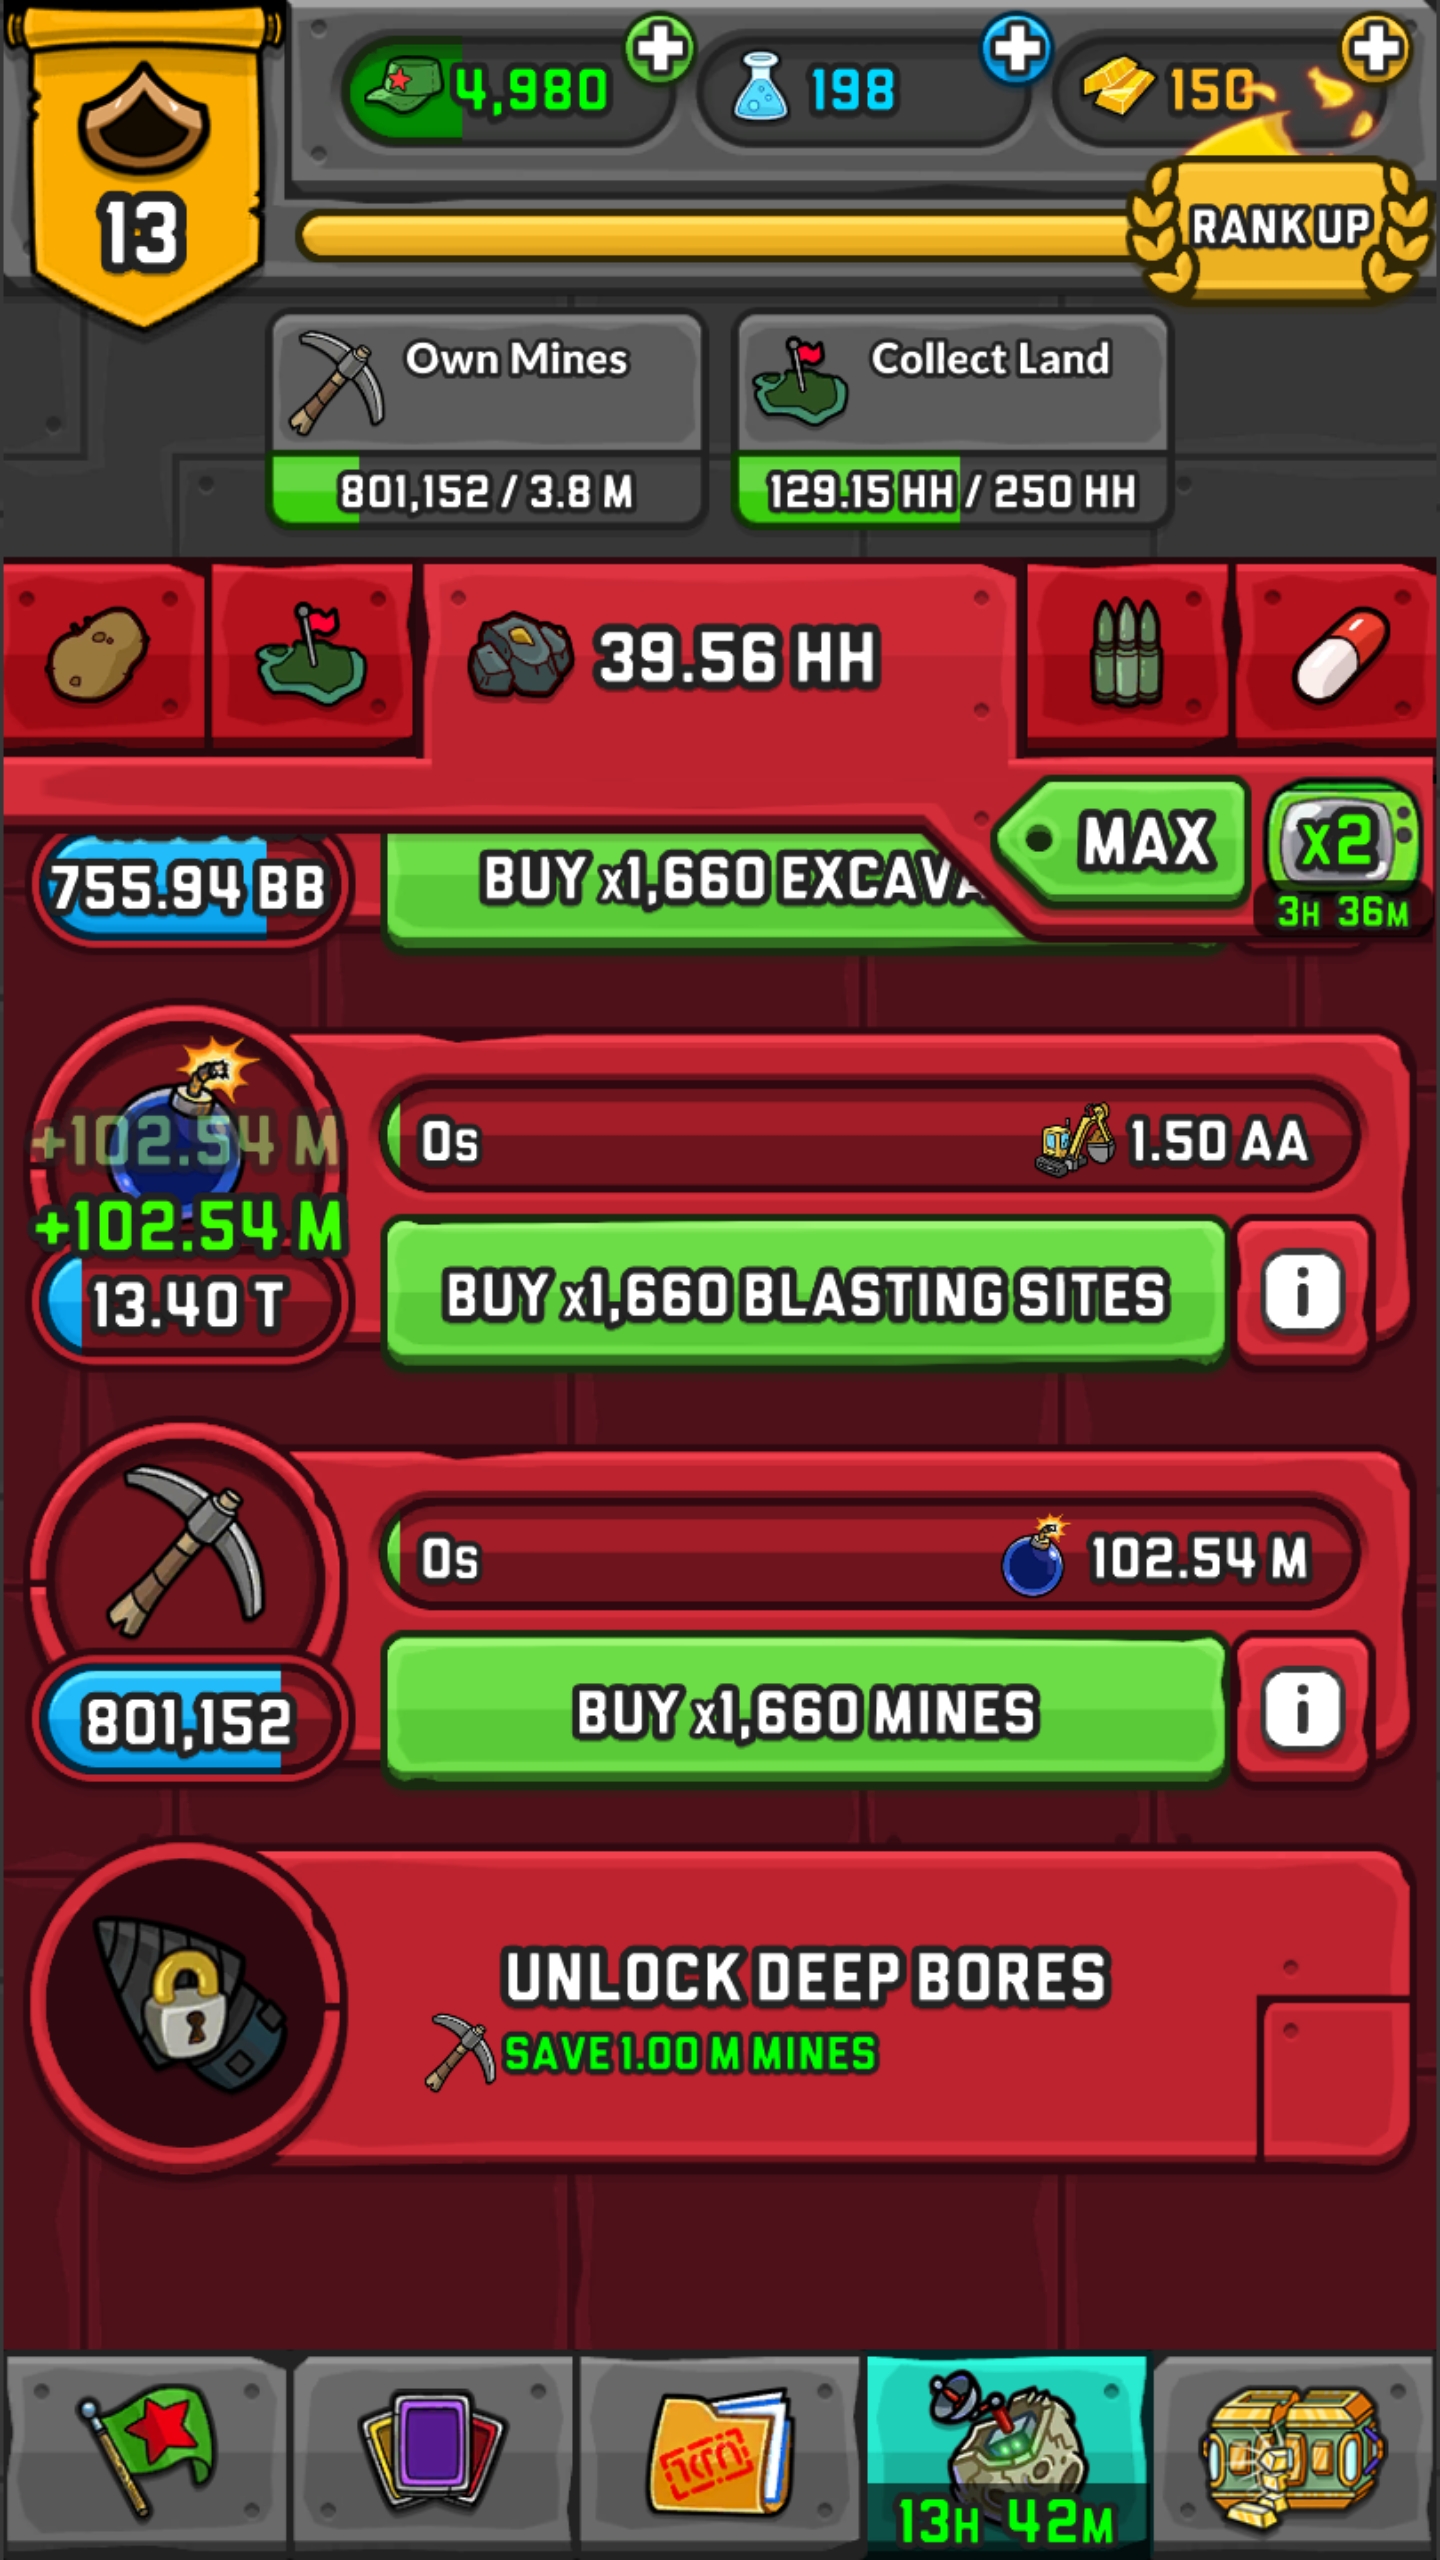 4,980
198
150
13
RANK UP
Own Mines
801,152 / 3.8 M
Collect Land
129.15 HH / 250 HH
39.56 HH
MAX
x2
3H 36M
755.94 BB
BUY x1,660 EXCAVA
+102.54 M
+102.54 M
13.40 T
0s
1.50 AA
BUY x1,660 BLASTING SITES
i
0s
102.54 M
801,152
BUY x1,660 MINES
i
UNLOCK DEEP BORES
SAVE 1.00 M MINES
13H 42M